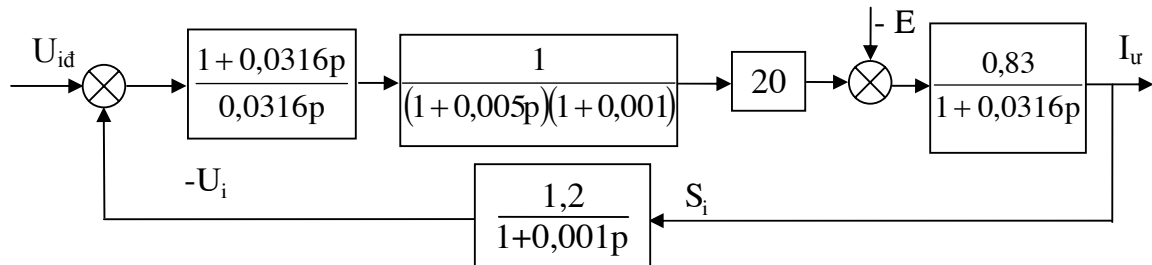 U_iđ
1 + 0,0316p
0,0316p
1
(1 + 0,005p)(1 + 0,001)
20
- E
0,83
1 + 0,0316p
I_ư
-U_i
1,2
1+0,001p
S_i